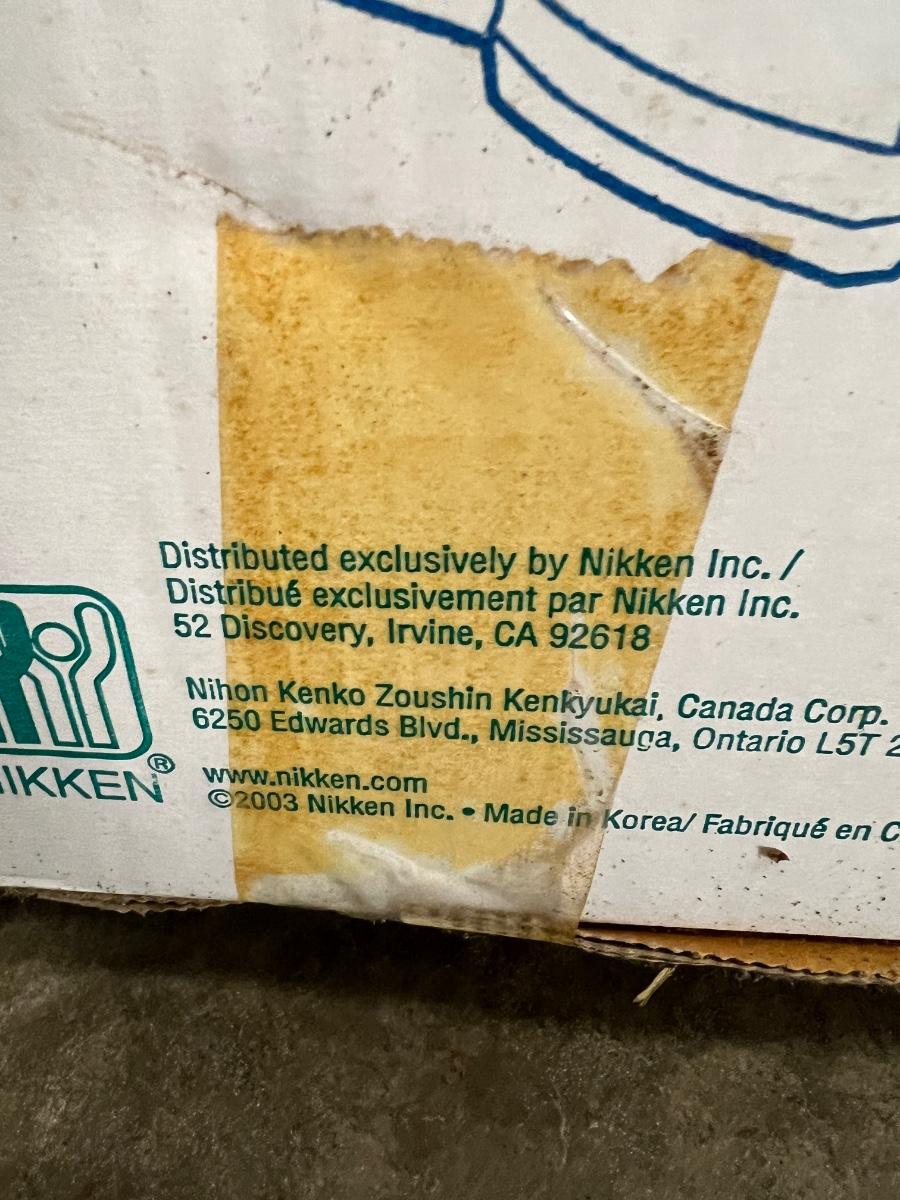 Distributed exclusively by Nikken Inc. /
Distribué exclusivement par Nikken Inc.
52 Discovery, Irvine, CA 92618
Nihon Kenko Zoushin Kenkyukai, Canada Corp.
6250 Edwards Blvd., Mississauga, Ontario L5T 2
www.nikken.com
©2003 Nikken Inc. • Made in Korea/ Fabriqué en C
NIKKEN®